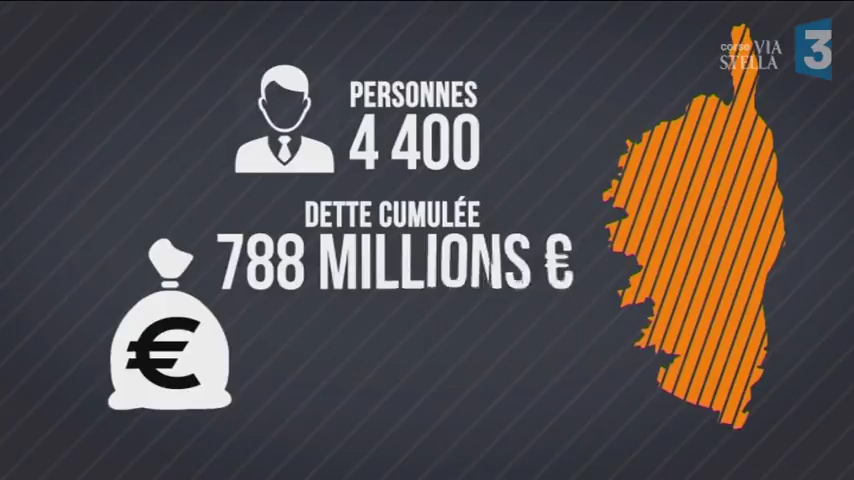 PERSONNES
4 400
DETTE CUMULÉE
788 MILLIONS €
€
corse VIA
STELLA
3